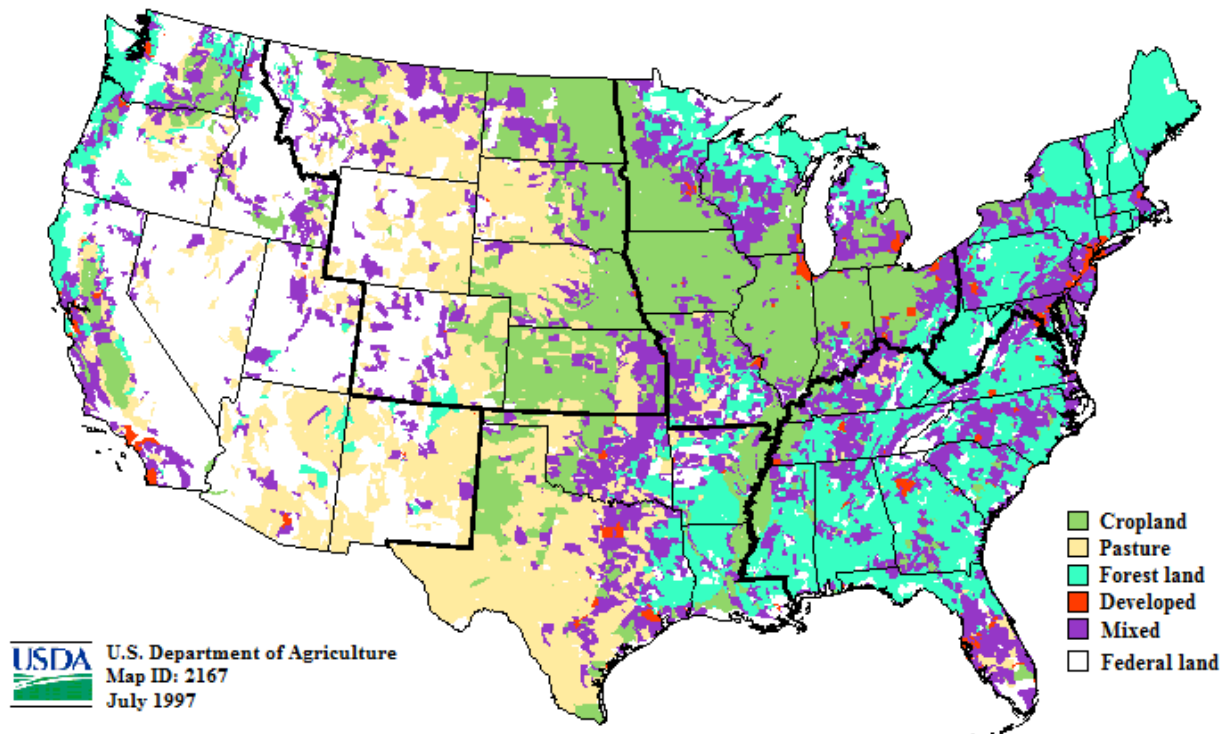 Cropland
Pasture
Forest land
Developed
Mixed
Federal land
USDA
U.S. Department of Agriculture
Map ID: 2167
July 1997